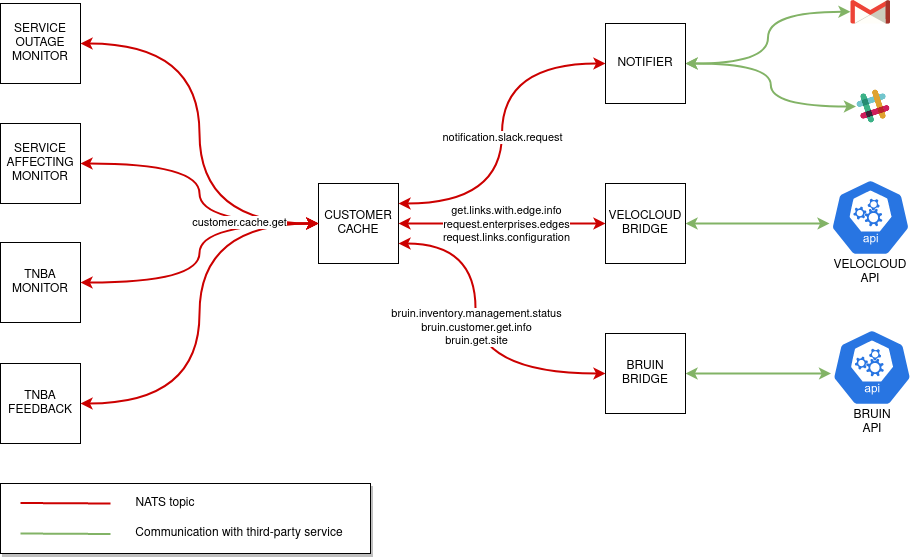 SERVICE
OUTAGE
MONITOR
SERVICE
AFFECTING
MONITOR
TNBA
MONITOR
TNBA
FEEDBACK
customer.cache.get
CUSTOMER
CACHE
notification.slack.request
get.links.with.edge.info
request.enterprises.edges
request.links.configuration
bruin.inventory.management.status
bruin.customer.get.info
bruin.get.site
NOTIFIER
VELOCLOUD
BRIDGE
BRUIN
BRIDGE
api
VELOCLOUD
API
api
BRUIN
API
NATS topic
Communication with third-party service